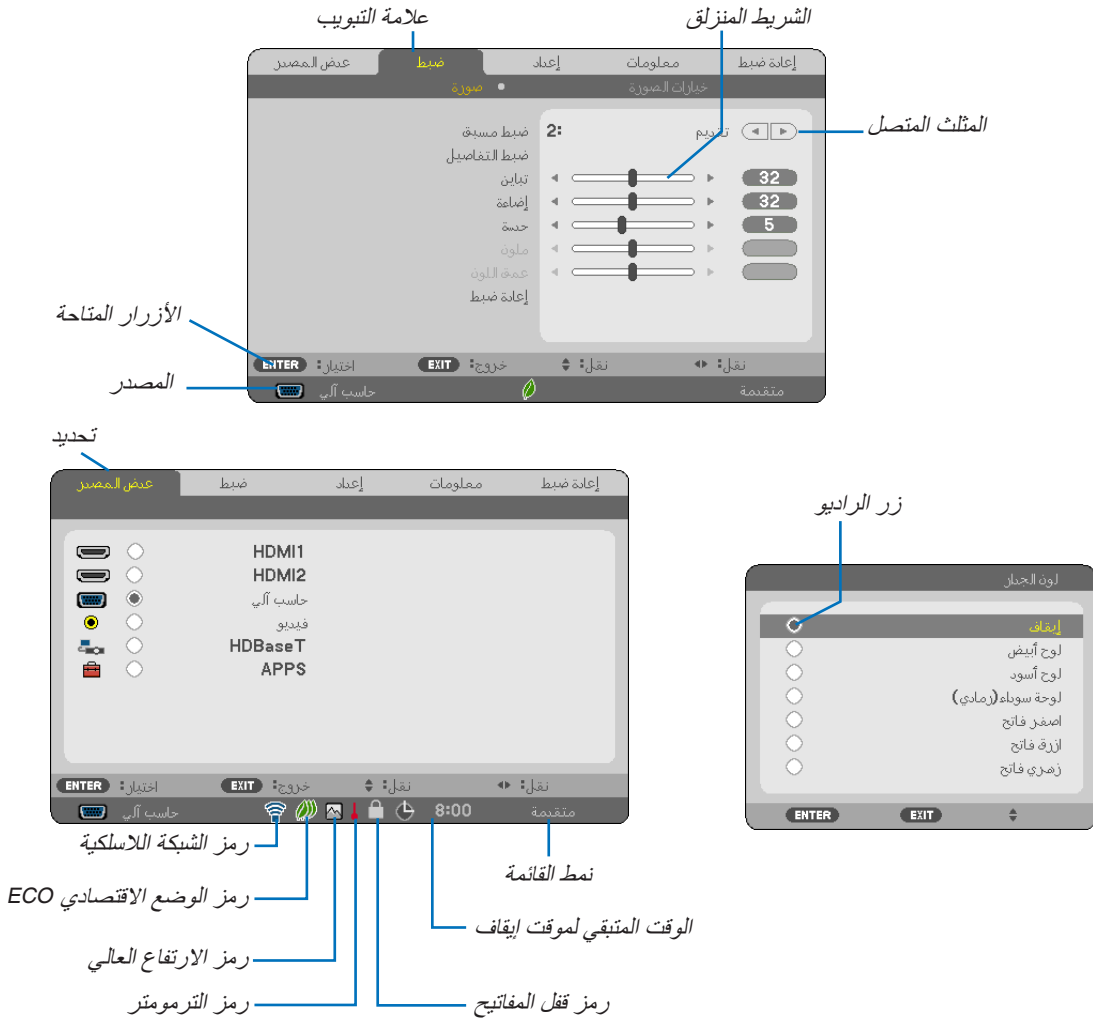 علامة التبويب
الشريط المنزلق
عرض المصدر
ضبط
إعداد
معلومات
إعادة ضبط
صورة
خيارات الصورة
ضبط مسبق
2:
تقديم
المثلث المتصل
ضبط التفاصيل
تباين
32
إضاءة
32
حدة
5
ملون
عمق اللون
إعادة ضبط
الأزرار المتاحة
ENTER
اختيار:
EXIT
خروج:
نقل:
نقل:
المصدر
حاسب آلي
متقدمة
تحديد
عرض المصدر
ضبط
إعداد
معلومات
إعادة ضبط
HDMI1
HDMI2
حاسب آلي
فيديو
HDBaseT
APPS
ENTER
اختيار:
EXIT
خروج:
نقل:
نقل:
حاسب آلي
8:00
متقدمة
زر الراديو
لون الجدار
إيقاف
لوح أبيض
لوح أسود
لوحة سوداء(رمادي)
اصفر فاتح
ازرق فاتح
زهري فاتح
ENTER
EXIT
رمز الشبكة اللاسلكية
نمط القائمة
رمز الوضع الاقتصادي ECO
الوقت المتبقي لموقت إيقاف
رمز الارتفاع العالي
رمز الترمومتر
رمز قفل المفاتيح